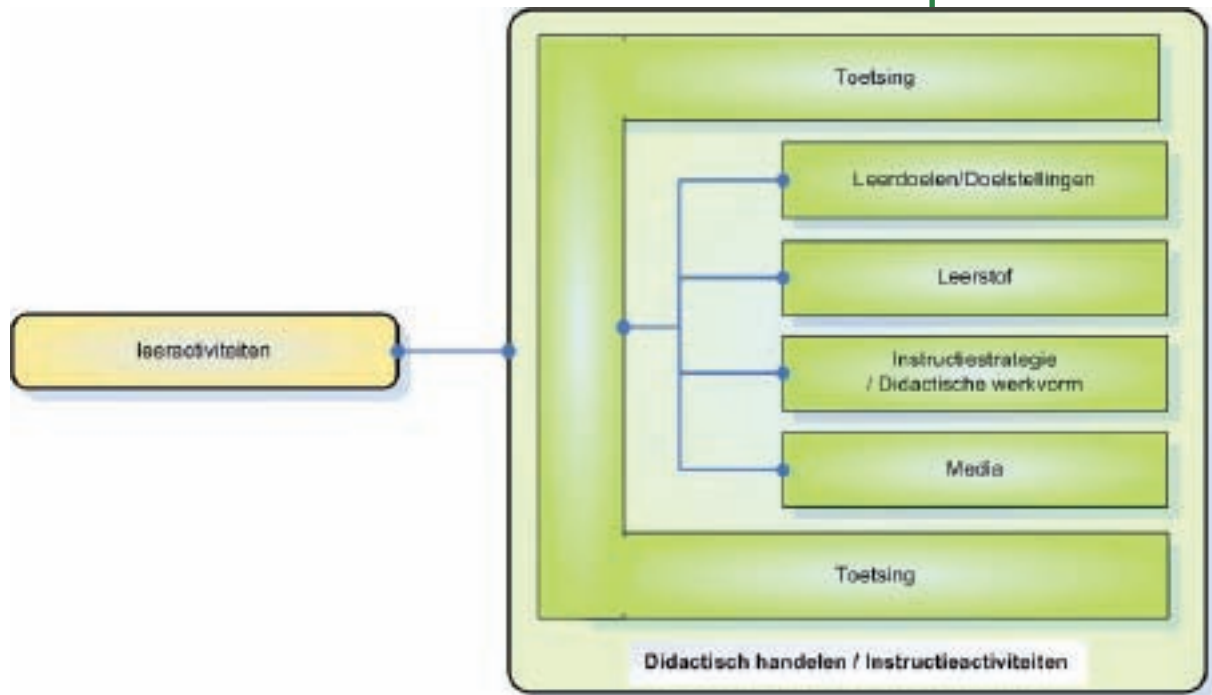 Toetsing
Leerdoelen/Doelstellingen
Leerstof
leeractiviteiten
Instructiestrategie
/ Didactische werkvorm
Media
Toetsing
Didactisch handelen / Instructieactiviteiten